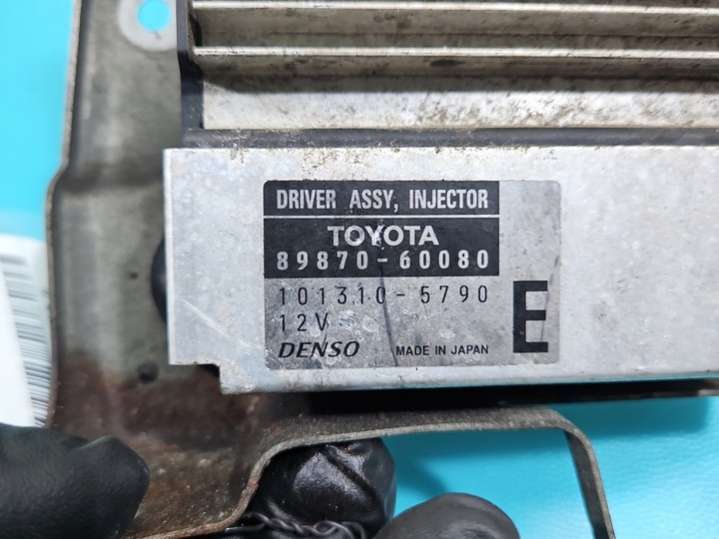 DRIVER ASSY, INJECTOR
TOYOTA
89870-60080
101310-5790
12V
E
DENSO MADE IN JAPAN